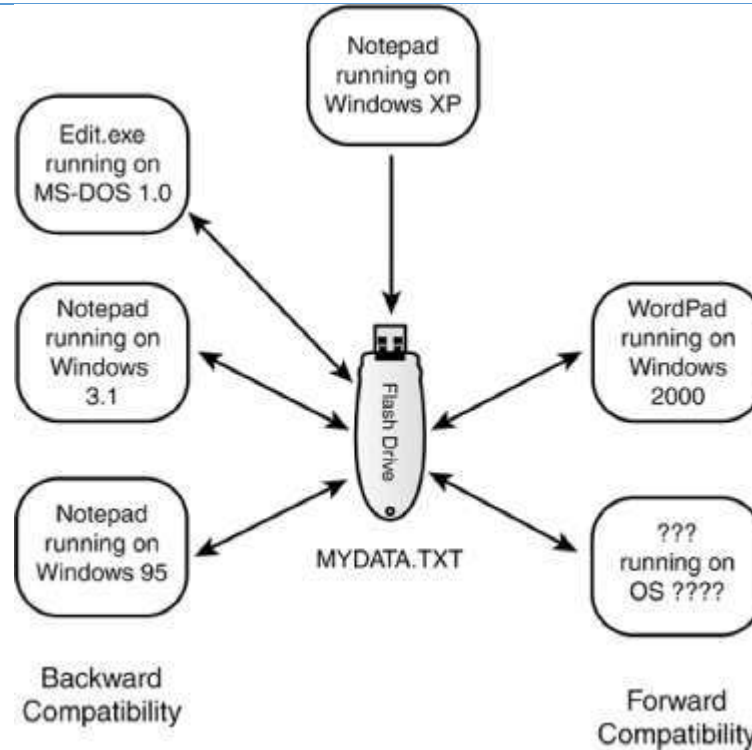 Notepad
running on
Windows XP
Edit.exe
running on
MS-DOS 1.0
Notepad
running on
Windows
3.1
Notepad
running on
Windows 95
Flash Drive
MYDATA.TXT
WordPad
running on
Windows
2000
???
running on
OS ????
Backward
Compatibility
Forward
Compatibility